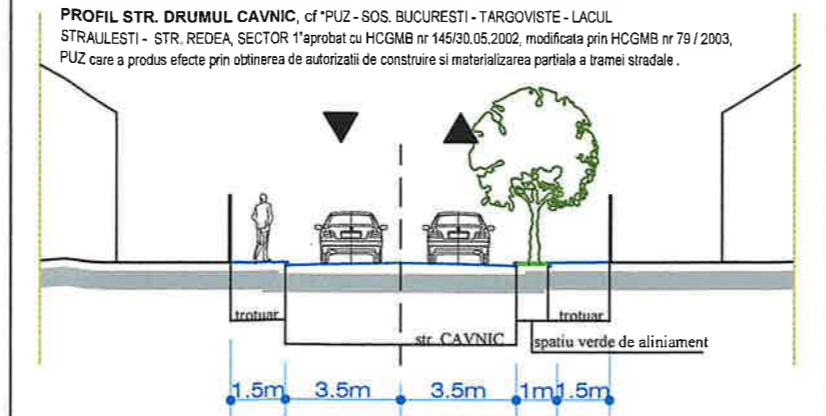 PROFIL STR. DRUMUL CAVNIC, cf "PUZ - SOS. BUCURESTI - TARGOVISTE - LACUL
STRAULESTI - STR. REDEA, SECTOR 1"aprobat cu HCGMB nr 145/30.05.2002, modificata prin HCGMB nr 79 / 2003,
PUZ care a produs efecte prin obtinerea de autorizatii de construire si materializarea partiala a tramei stradale .
trotuar
trotuar
str. CAVNIC
spatiu verde de aliniament
1.5m 3.5m 3.5m 1m 1.5m